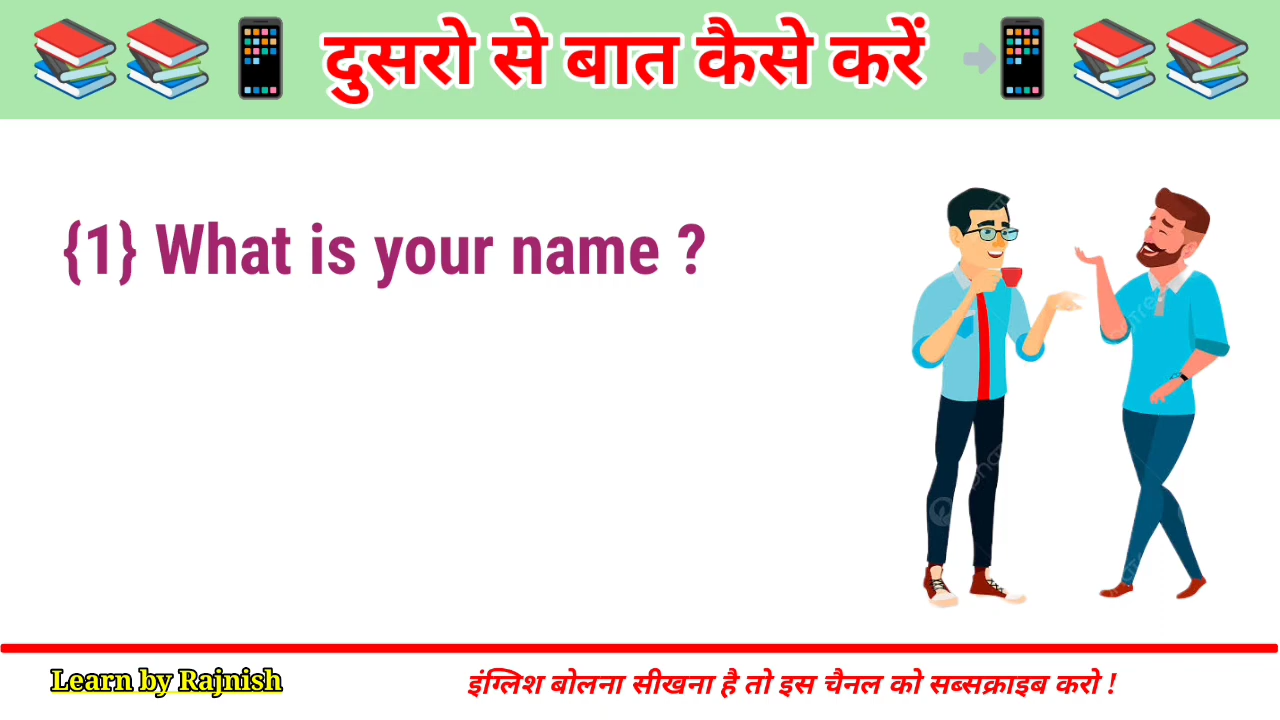 दुसरो से बात कैसे करें
{1} What is your name ?
Learn by Rajnish
इंग्लिश बोलना सीखना है तो इस चैनल को सब्सक्राइब करो !